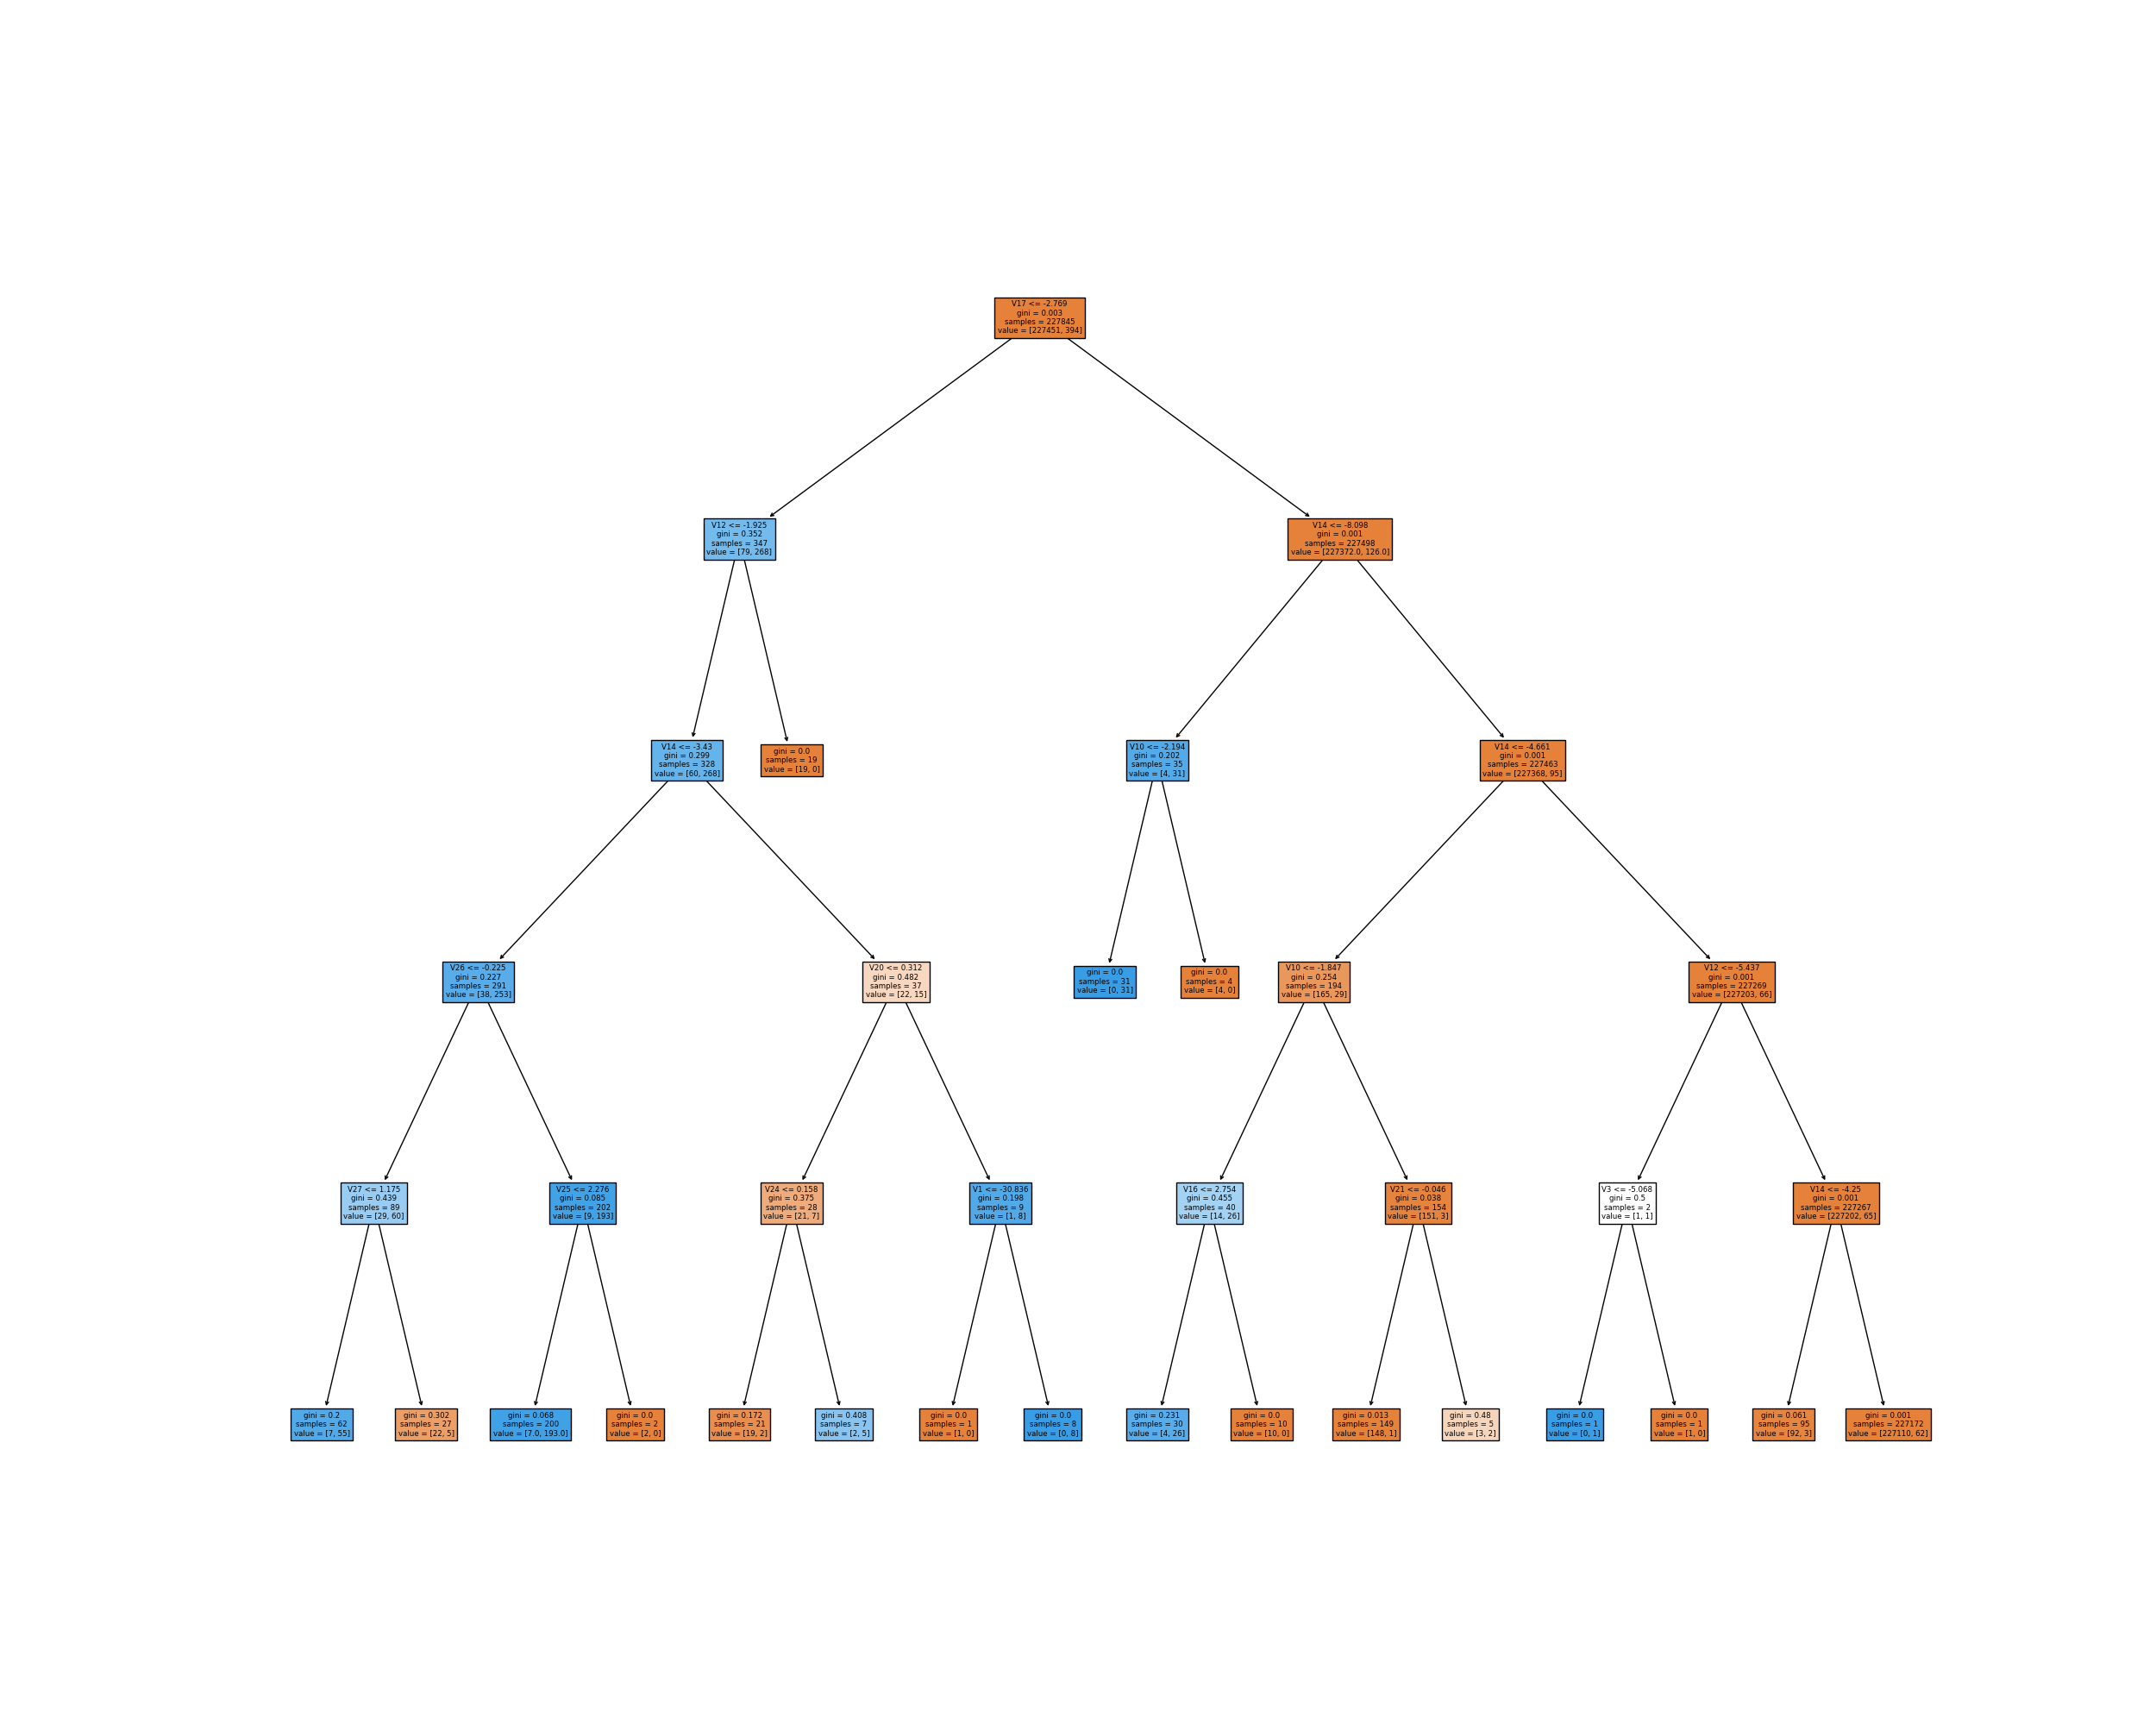 V17 <= -2.769
gini = 0.003
samples = 227845
value = [227451, 394]
V12 <= -1.925
gini = 0.352
samples = 347
value = [79, 268]
V14 <= -8.098
gini = 0.001
samples = 227498
value = [227372.0, 126.0]
V14 <= -3.43
gini = 0.299
samples = 328
value = [60, 268]
gini = 0.0
samples = 19
value = [19, 0]
V10 <= -2.194
gini = 0.202
samples = 35
value = [4, 31]
V14 <= -4.661
gini = 0.001
samples = 227463
value = [227368, 95]
V26 <= -0.225
gini = 0.227
samples = 291
value = [38, 253]
V20 <= 0.312
gini = 0.482
samples = 37
value = [22, 15]
gini = 0.0
samples = 31
value = [0, 31]
gini = 0.0
samples = 4
value = [4, 0]
V10 <= -1.847
gini = 0.254
samples = 194
value = [165, 29]
V12 <= -5.437
gini = 0.001
samples = 227269
value = [227203, 66]
V27 <= 1.175
gini = 0.439
samples = 89
value = [29, 60]
V25 <= 2.276
gini = 0.085
samples = 202
value = [9, 193]
V24 <= 0.158
gini = 0.375
samples = 28
value = [21, 7]
V1 <= -30.836
gini = 0.198
samples = 9
value = [1, 8]
V16 <= 2.754
gini = 0.455
samples = 40
value = [14, 26]
V21 <= -0.046
gini = 0.038
samples = 154
value = [151, 3]
V3 <= -5.068
gini = 0.5
samples = 2
value = [1, 1]
V14 <= -4.25
gini = 0.001
samples = 227267
value = [227202, 65]
gini = 0.2
samples = 62
value = [7, 55]
gini = 0.302
samples = 27
value = [22, 5]
gini = 0.068
samples = 200
value = [7.0, 193.0]
gini = 0.0
samples = 2
value = [2, 0]
gini = 0.172
samples = 21
value = [19, 2]
gini = 0.408
samples = 7
value = [2, 5]
gini = 0.0
samples = 1
value = [1, 0]
gini = 0.0
samples = 8
value = [0, 8]
gini = 0.231
samples = 30
value = [4, 26]
gini = 0.0
samples = 10
value = [10, 0]
gini = 0.013
samples = 149
value = [148, 1]
gini = 0.48
samples = 5
value = [3, 2]
gini = 0.0
samples = 1
value = [0, 1]
gini = 0.0
samples = 1
value = [1, 0]
gini = 0.061
samples = 95
value = [92, 3]
gini = 0.001
samples = 227172
value = [227110, 62]